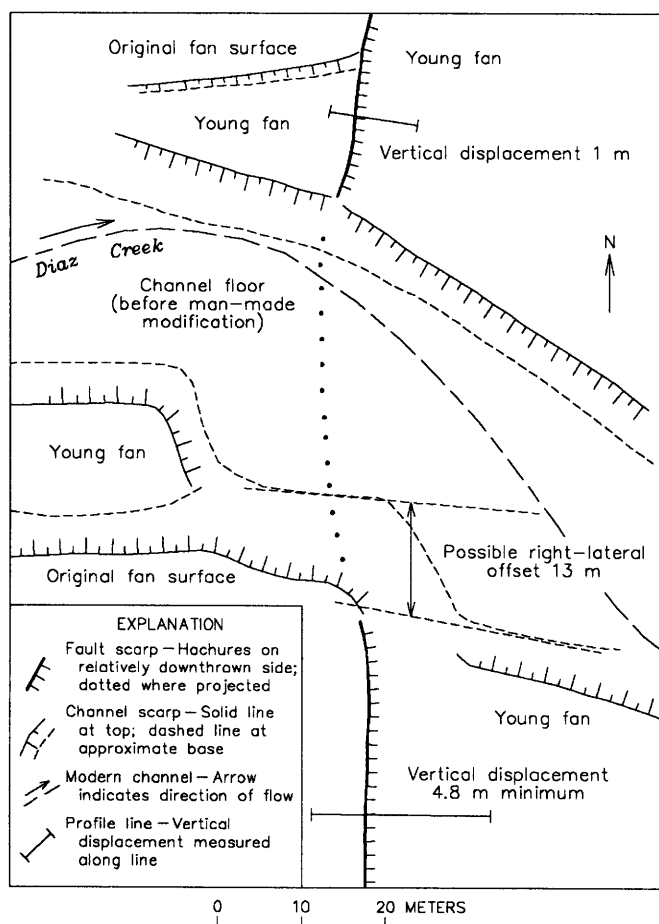 Original fan surface
Young fan
Young fan
Vertical displacement 1 m
N
Diaz Creek
Channel floor
(before man-made
modification)
Young fan
Possible right-lateral
offset 13 m
Original fan surface
EXPLANATION
Fault scarp—Hachures on
relatively downthrown side;
dotted where projected
Channel scarp—Solid line
at top; dashed line at
approximate base
Modern channel—Arrow
indicates direction of flow
Profile line—Vertical
displacement measured
along line
Young fan
Vertical displacement
4.8 m minimum
0 10 20 METERS